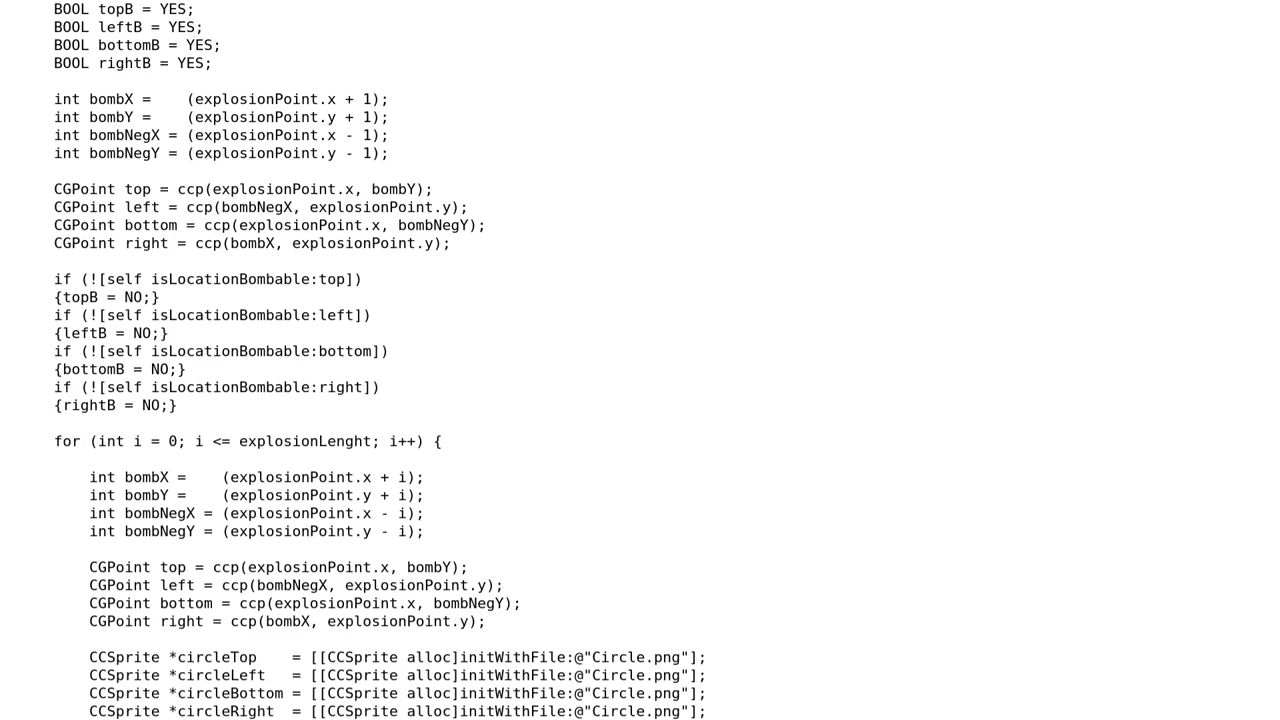 BOOL topB = YES;
BOOL leftB = YES;
BOOL bottomB = YES;
BOOL rightB = YES;

int bombX =    (explosionPoint.x + 1);
int bombY =    (explosionPoint.y + 1);
int bombNegX = (explosionPoint.x - 1);
int bombNegY = (explosionPoint.y - 1);

CGPoint top = ccp(explosionPoint.x, bombY);
CGPoint left = ccp(bombNegX, explosionPoint.y);
CGPoint bottom = ccp(explosionPoint.x, bombNegY);
CGPoint right = ccp(bombX, explosionPoint.y);

if (![self isLocationBombable:top])
{topB = NO;}
if (![self isLocationBombable:left])
{leftB = NO;}
if (![self isLocationBombable:bottom])
{bottomB = NO;}
if (![self isLocationBombable:right])
{rightB = NO;}

for (int i = 0; i <= explosionLenght; i++) {

    int bombX =    (explosionPoint.x + i);
    int bombY =    (explosionPoint.y + i);
    int bombNegX = (explosionPoint.x - i);
    int bombNegY = (explosionPoint.y - i);

    CGPoint top = ccp(explosionPoint.x, bombY);
    CGPoint left = ccp(bombNegX, explosionPoint.y);
    CGPoint bottom = ccp(explosionPoint.x, bombNegY);
    CGPoint right = ccp(bombX, explosionPoint.y);

    CCSprite *circleTop    = [[CCSprite alloc]initWithFile:@"Circle.png"];
    CCSprite *circleLeft   = [[CCSprite alloc]initWithFile:@"Circle.png"];
    CCSprite *circleBottom = [[CCSprite alloc]initWithFile:@"Circle.png"];
    CCSprite *circleRight  = [[CCSprite alloc]initWithFile:@"Circle.png"];